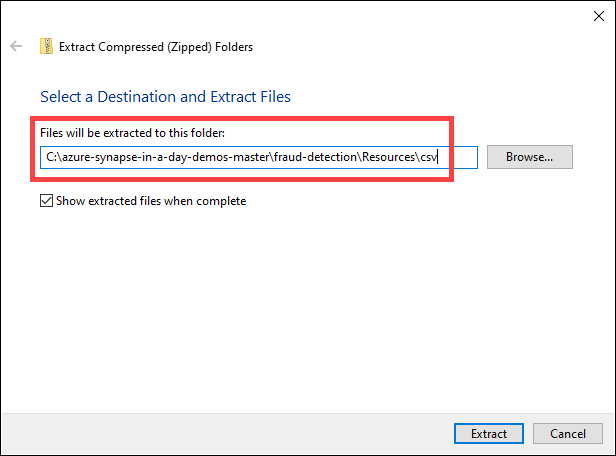 Extract Compressed (Zipped) Folders
Select a Destination and Extract Files
Files will be extracted to this folder:
C:\azure-synapse-in-a-day-demos-master\fraud-detection\Resources\csv
Browse...
Show extracted files when complete
Extract
Cancel